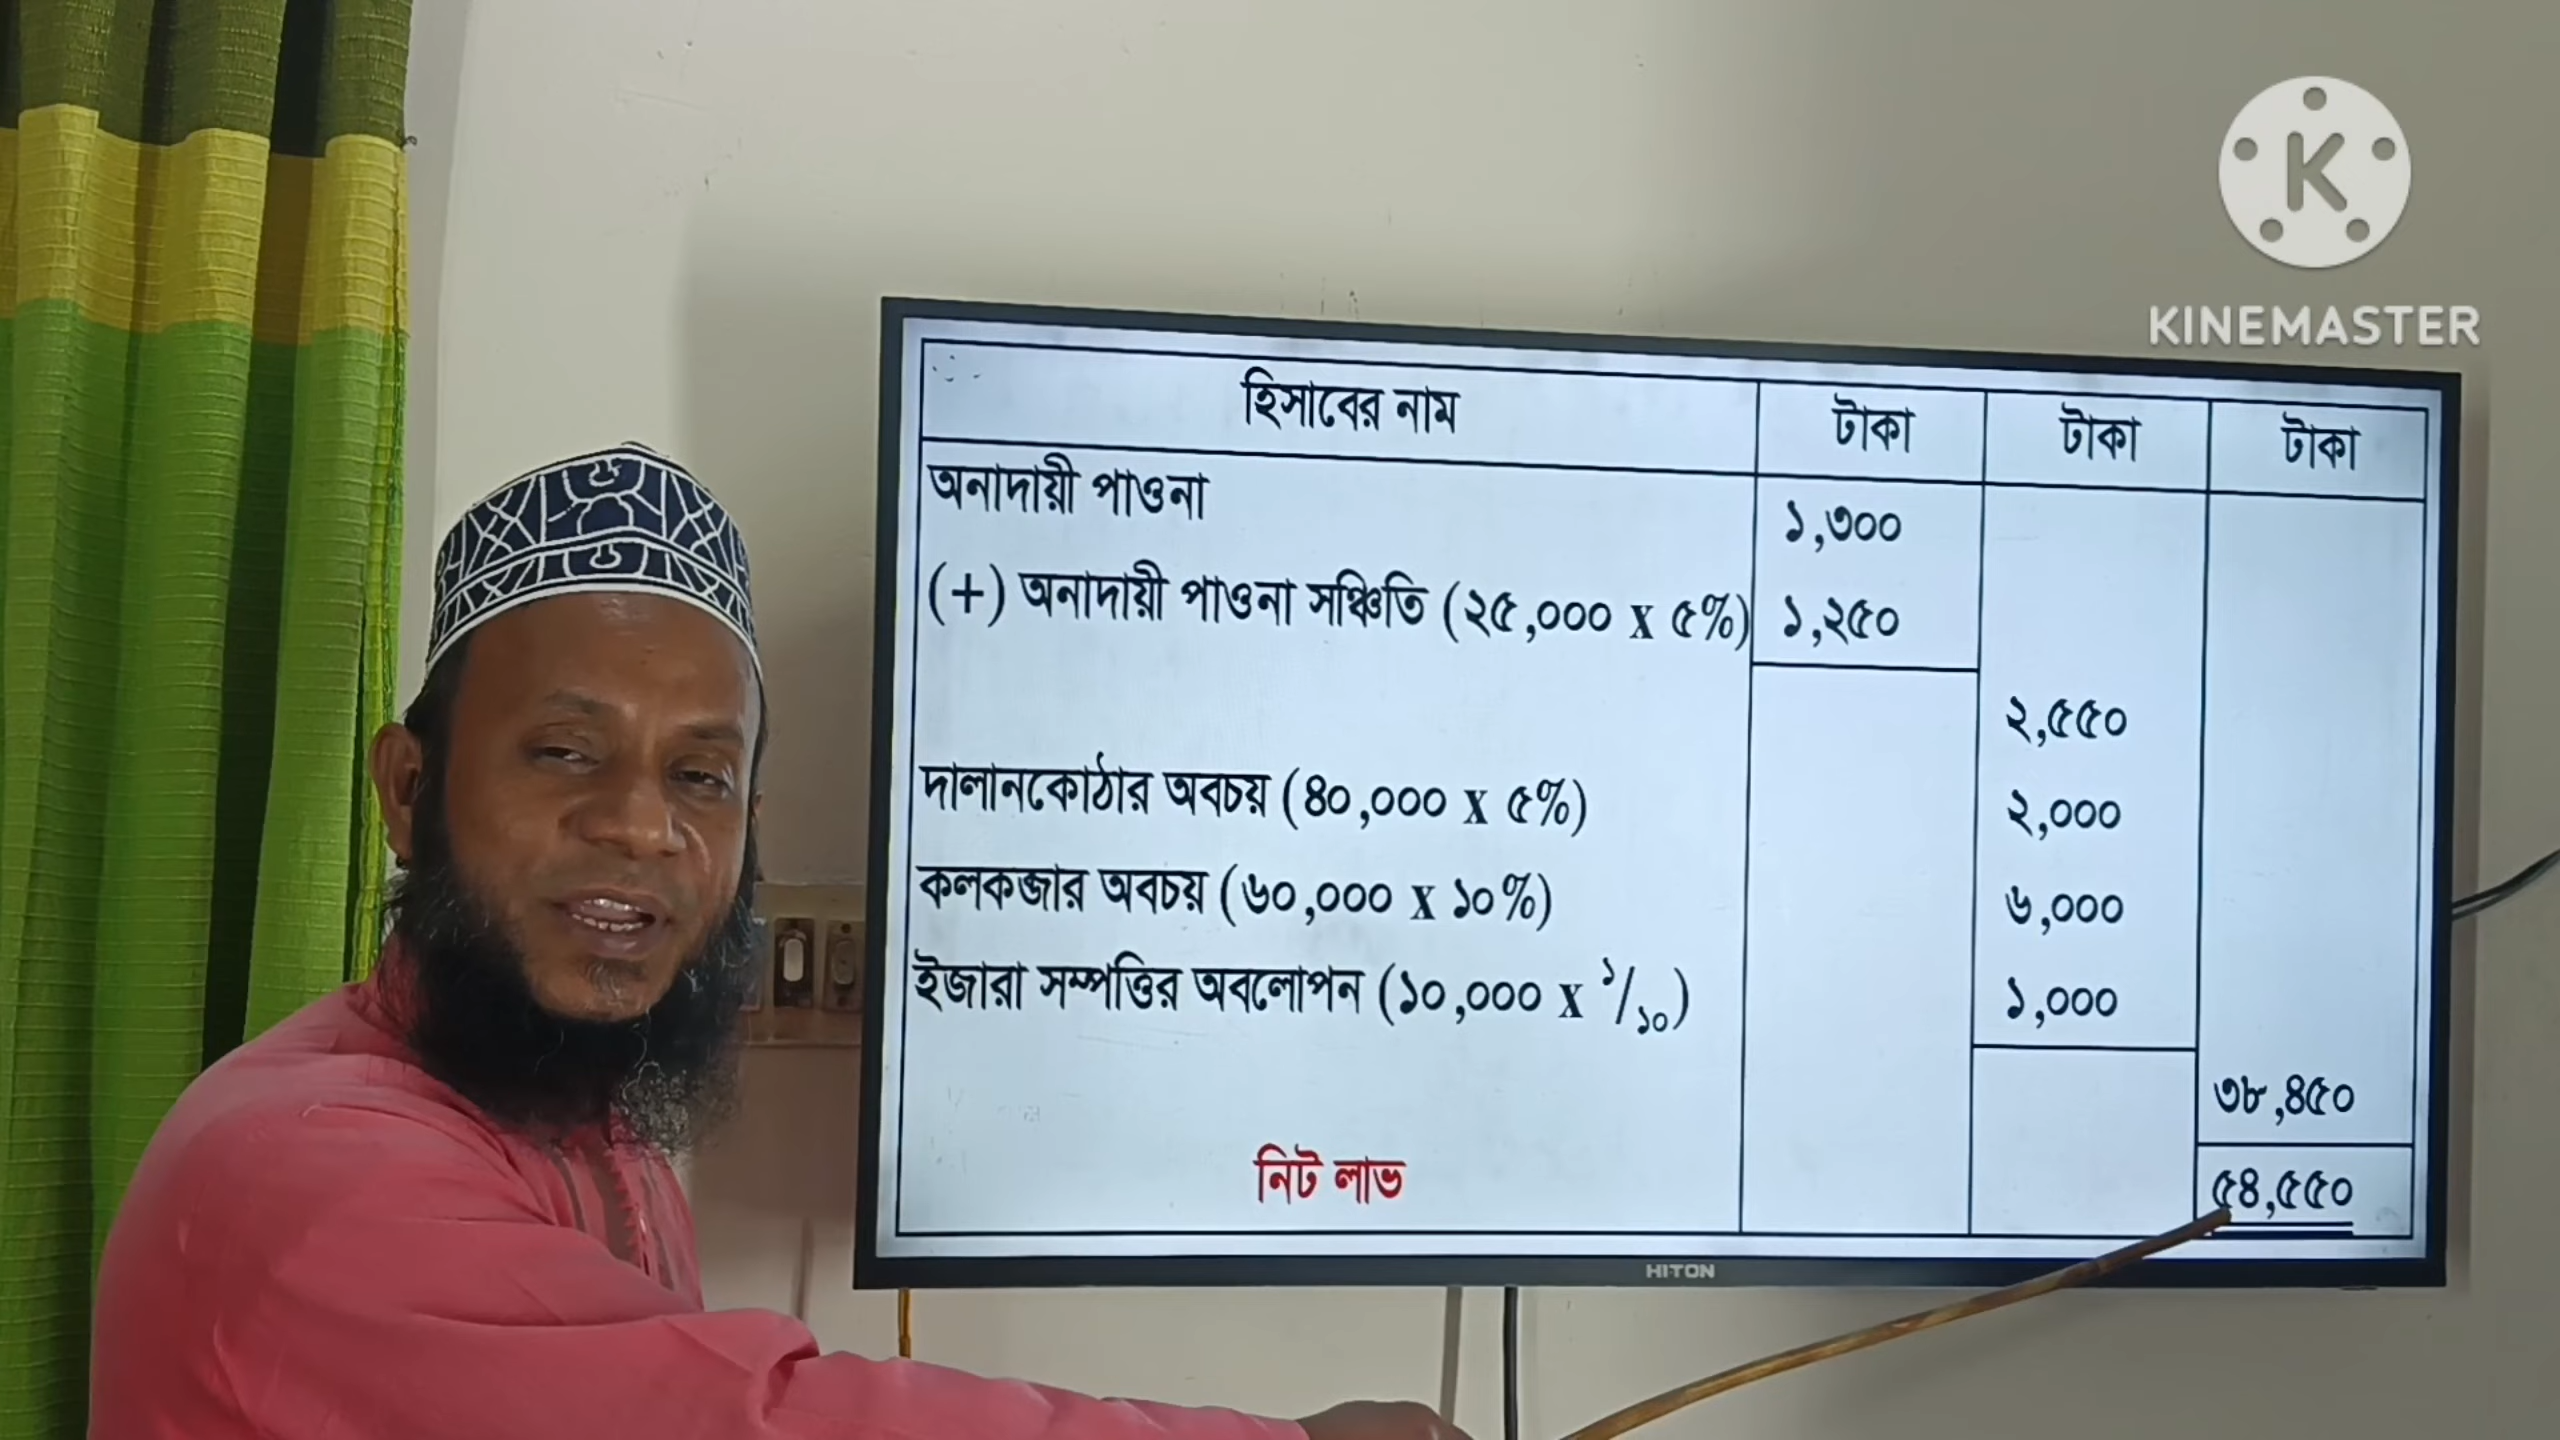 KINEMASTER
হিসাবের নাম টাকা টাকা টাকা
অনাদায়ী পাওনা ১,৩০০
(+) অনাদায়ী পাওনা সঞ্চিতি (২৫,০০০ x ৫%) ১,২৫০
২,৫৫০
দালানকোঠার অবচয় (৪০,০০০ x ৫%) ২,০০০
কলকব্জার অবচয় (৬০,০০০ x ১০%) ৬,০০০
ইজারা সম্পত্তির অবলোপন (১০,০০০ x ১/১০) ১,০০০
৩৮,৪৫০
নিট লাভ ৫৪,৫৫০
HITON